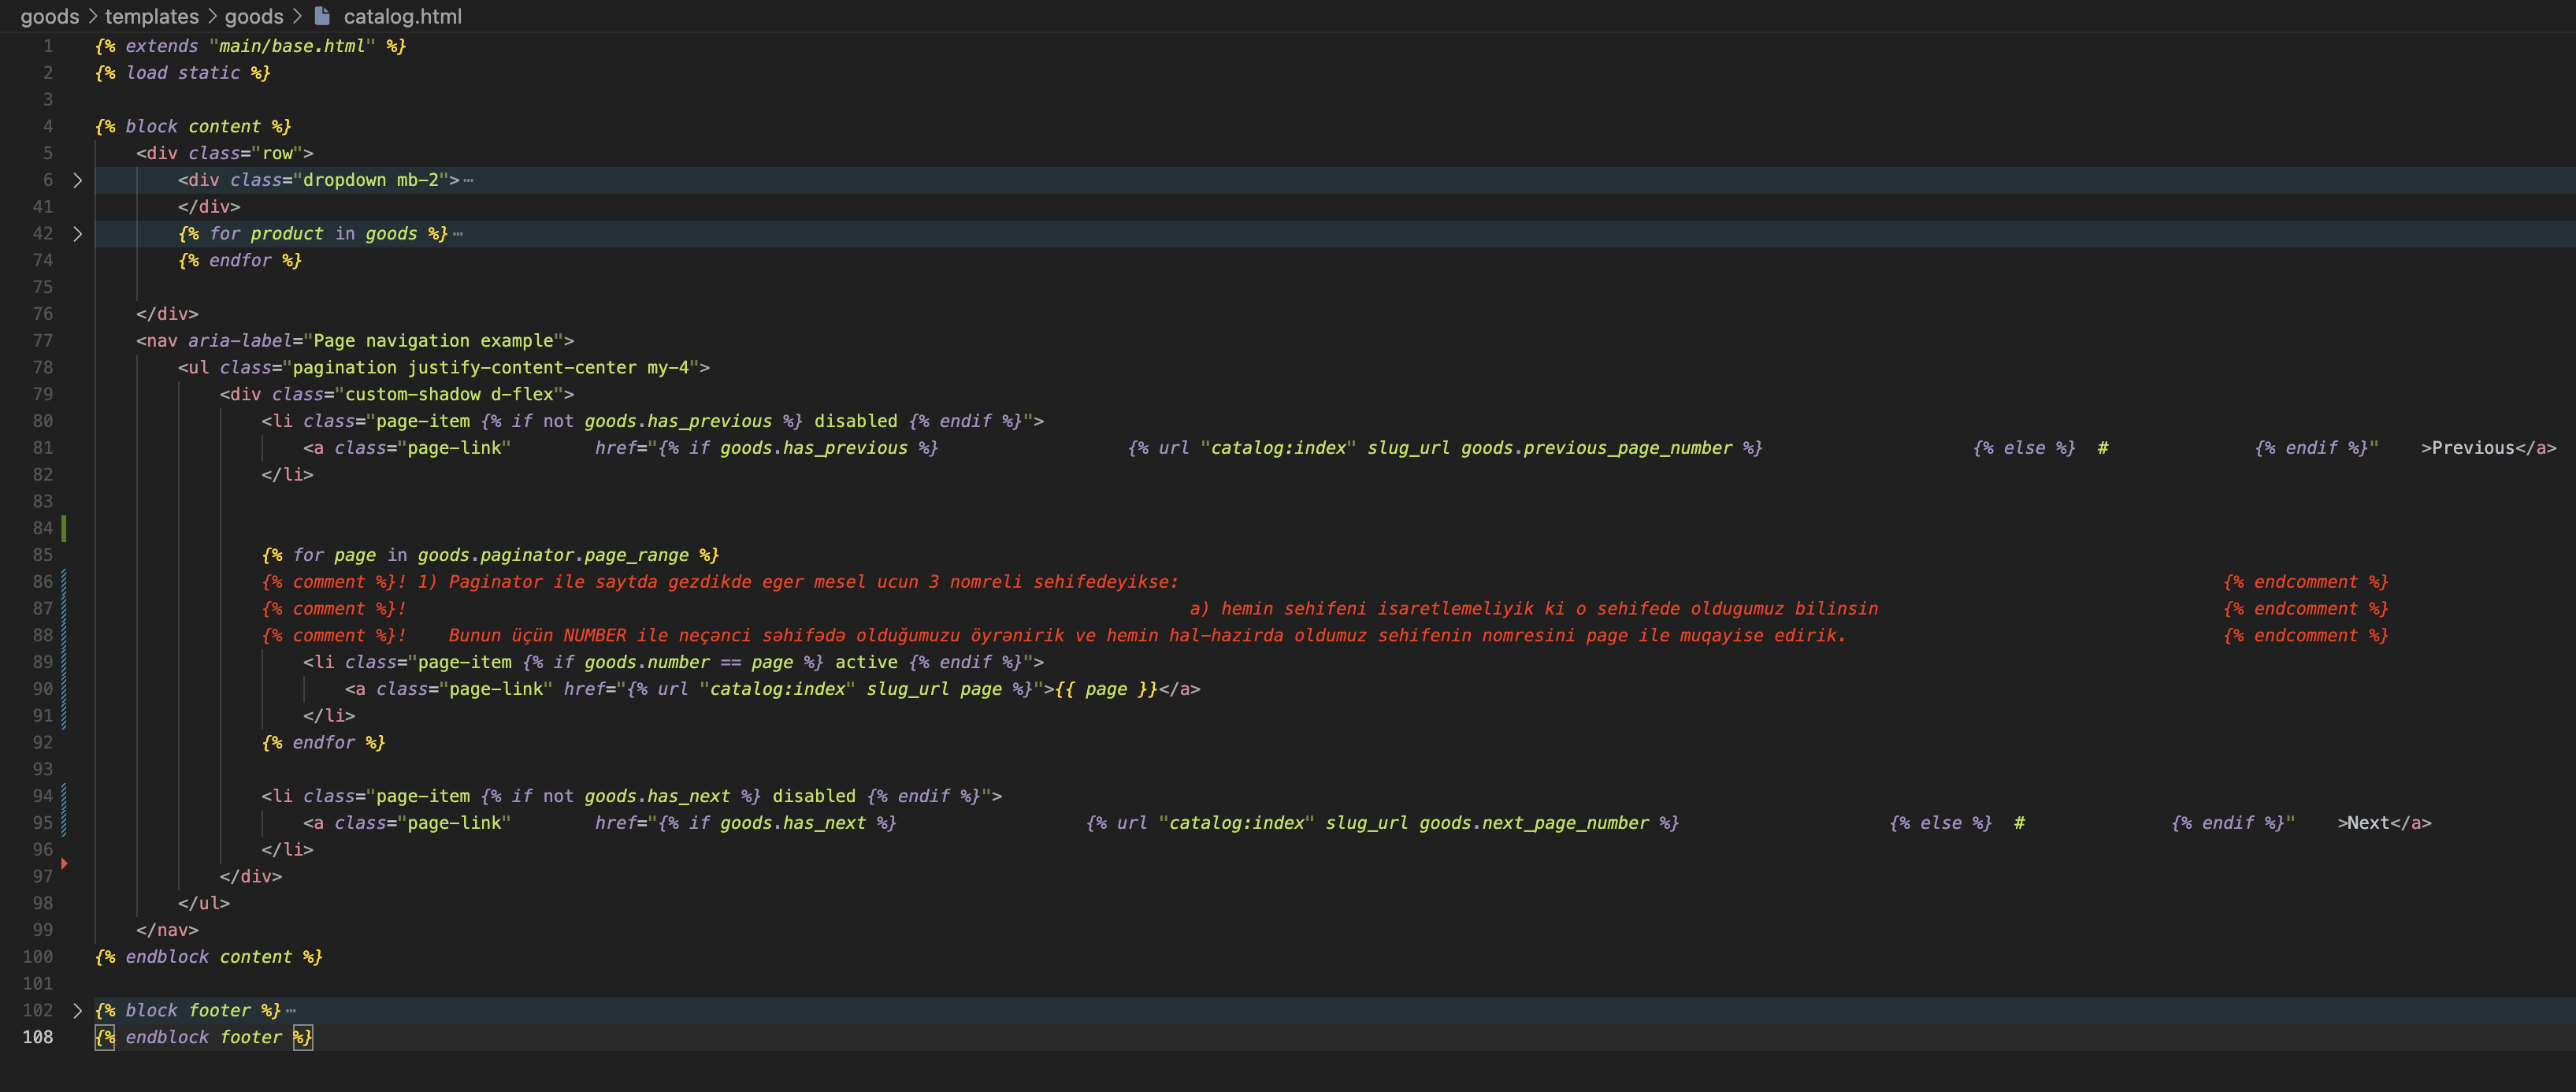 goods > templates > goods > catalog.html
1 {% extends "main/base.html" %}
2 {% load static %}
3
4 {% block content %}
5 <div class="row">
6 <div class="dropdown mb-2">⋯
41 </div>
42 {% for product in goods %}⋯
74 {% endfor %}
75
76 </div>
77 <nav aria-label="Page navigation example">
78 <ul class="pagination justify-content-center my-4">
79 <div class="custom-shadow d-flex">
80 <li class="page-item {% if not goods.has_previous %} disabled {% endif %}">
81 <a class="page-link" href="{% if goods.has_previous %} {% url "catalog:index" slug_url goods.previous_page_number %} {% else %} # {% endif %}" >Previous</a>
82 </li>
83
84
85 {% for page in goods.paginator.page_range %}
86 {% comment %}! 1) Paginator ile saytda gezdikde eger mesel ucun 3 nomreli sehifedeyikse: {% endcomment %}
87 {% comment %}! a) hemin sehifeni isaretlemeliyik ki o sehifede oldugumuz bilinsin {% endcomment %}
88 {% comment %}! Bunun üçün NUMBER ile neçənci səhifədə olduğumuzu öyrənirik ve hemin hal-hazirda oldumuz sehifenin nomresini page ile muqayise edirik. {% endcomment %}
89 <li class="page-item {% if goods.number == page %} active {% endif %}">
90 <a class="page-link" href="{% url "catalog:index" slug_url page %}">{{ page }}</a>
91 </li>
92 {% endfor %}
93
94 <li class="page-item {% if not goods.has_next %} disabled {% endif %}">
95 <a class="page-link" href="{% if goods.has_next %} {% url "catalog:index" slug_url goods.next_page_number %} {% else %} # {% endif %}" >Next</a>
96 </li>
97 </div>
98 </ul>
99 </nav>
100 {% endblock content %}
101
102 {% block footer %}⋯
108 {% endblock footer %}